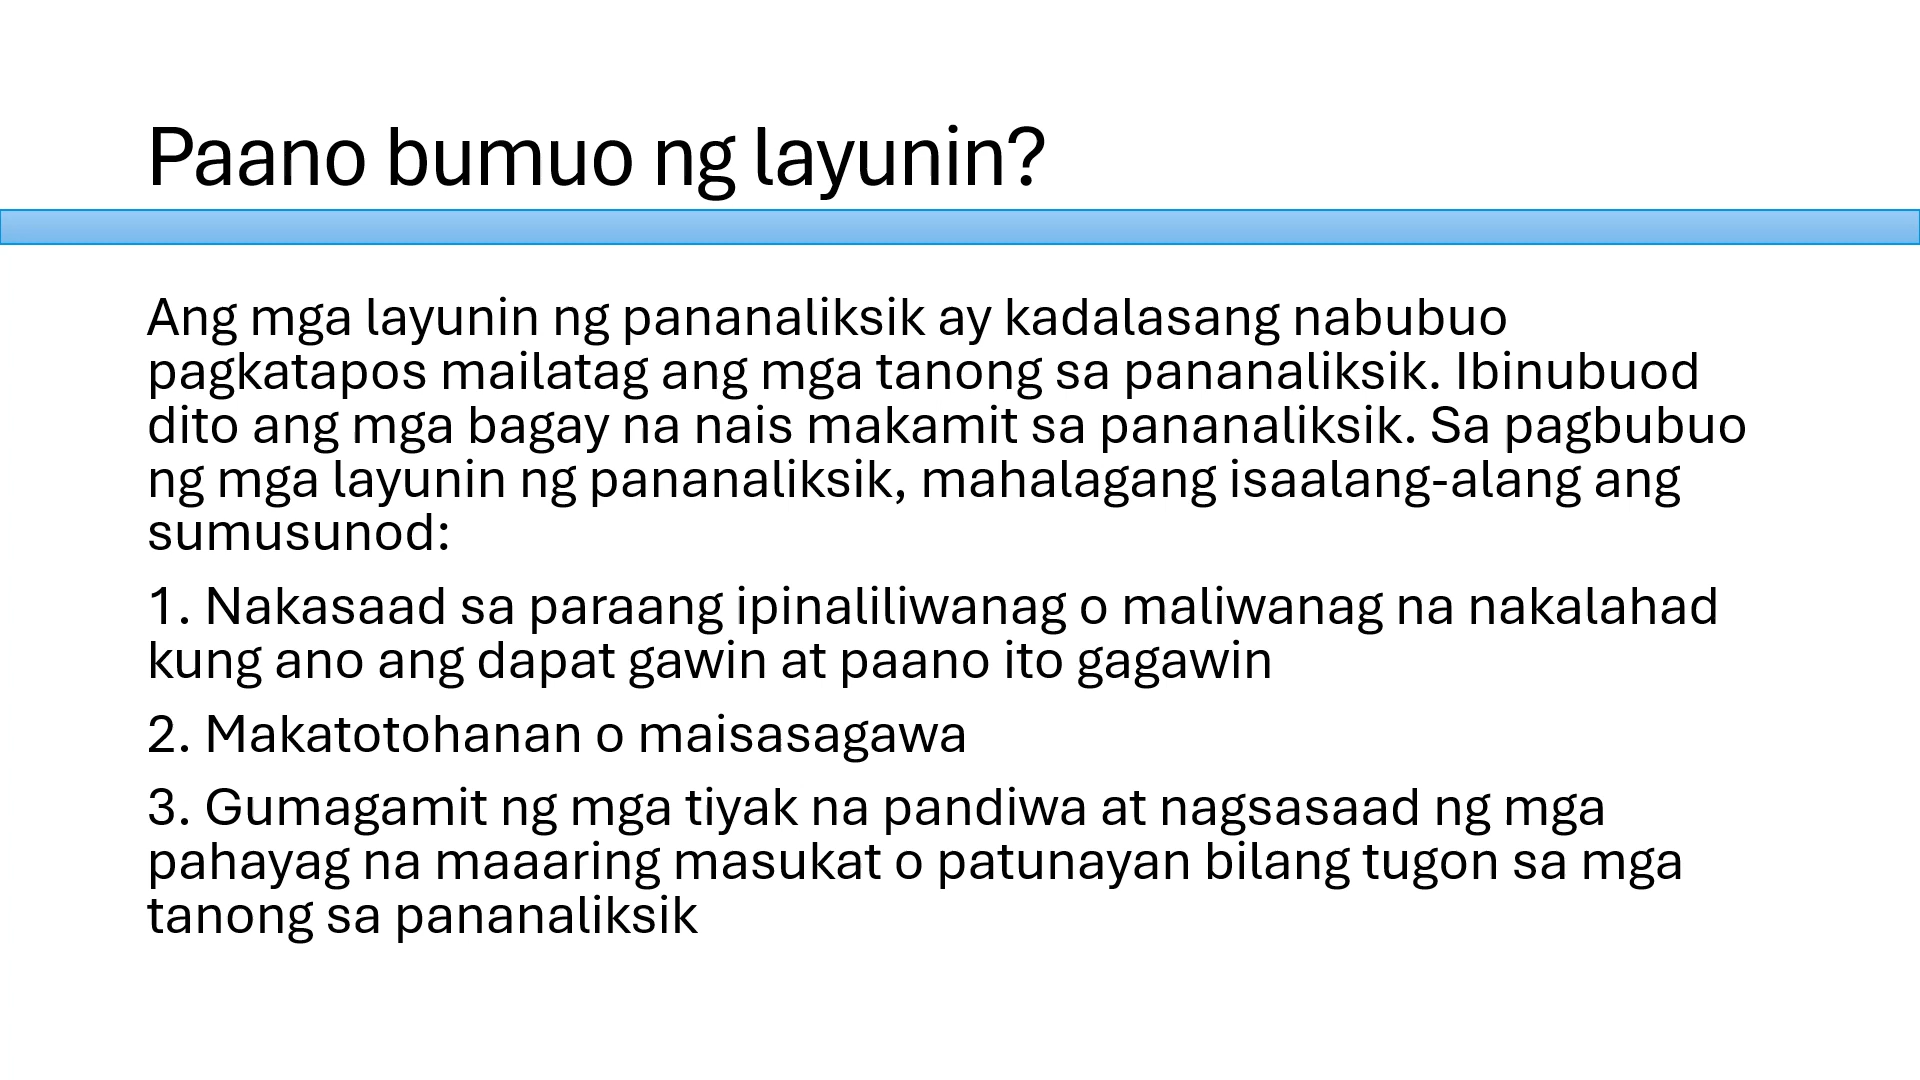 Paano bumuo ng layunin?
Ang mga layunin ng pananaliksik ay kadalasang nabubuo
pagkatapos mailatag ang mga tanong sa pananaliksik. Ibinubuod
dito ang mga bagay na nais makamit sa pananaliksik. Sa pagbubuo
ng mga layunin ng pananaliksik, mahalagang isaalang-alang ang
sumusunod:
1. Nakasaad sa paraang ipinaliliwanag o maliwanag na nakalahad
kung ano ang dapat gawin at paano ito gagawin
2. Makatotohanan o maisasagawa
3. Gumagamit ng mga tiyak na pandiwa at nagsasaad ng mga
pahayag na maaaring masukat o patunayan bilang tugon sa mga
tanong sa pananaliksik